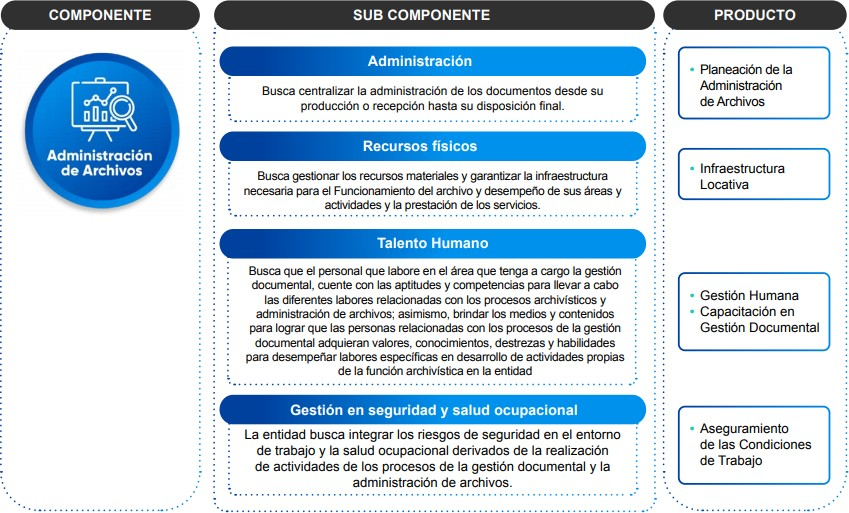 COMPONENTE
SUB COMPONENTE
PRODUCTO
Administración
de Archivos
Administración
Busca centralizar la administración de los documentos desde su
producción o recepción hasta su disposición final.
• Planeación de la
Administración
de Archivos
Recursos físicos
Busca gestionar los recursos materiales y garantizar la infraestructura
necesaria para el Funcionamiento del archivo y desempeño de sus áreas y
actividades y la prestación de los servicios.
• Infraestructura
Locativa
Talento Humano
Busca que el personal que labore en el área que tenga a cargo la gestión
documental, cuente con las aptitudes y competencias para llevar a cabo
las diferentes labores relacionadas con los procesos archivísticos y
administración de archivos; asimismo, brindar los medios y contenidos
para lograr que las personas relacionadas con los procesos de la gestión
documental adquieran valores, conocimientos, destrezas y habilidades
para desempeñar labores específicas en desarrollo de actividades propias
de la función archivística en la entidad
• Gestión Humana
• Capacitación en
Gestión Documental
Gestión en seguridad y salud ocupacional
La entidad busca integrar los riesgos de seguridad en el entorno
de trabajo y la salud ocupacional derivados de la realización
de actividades de los procesos de la gestión documental y la
administración de archivos.
• Aseguramiento
de las Condiciones
de Trabajo